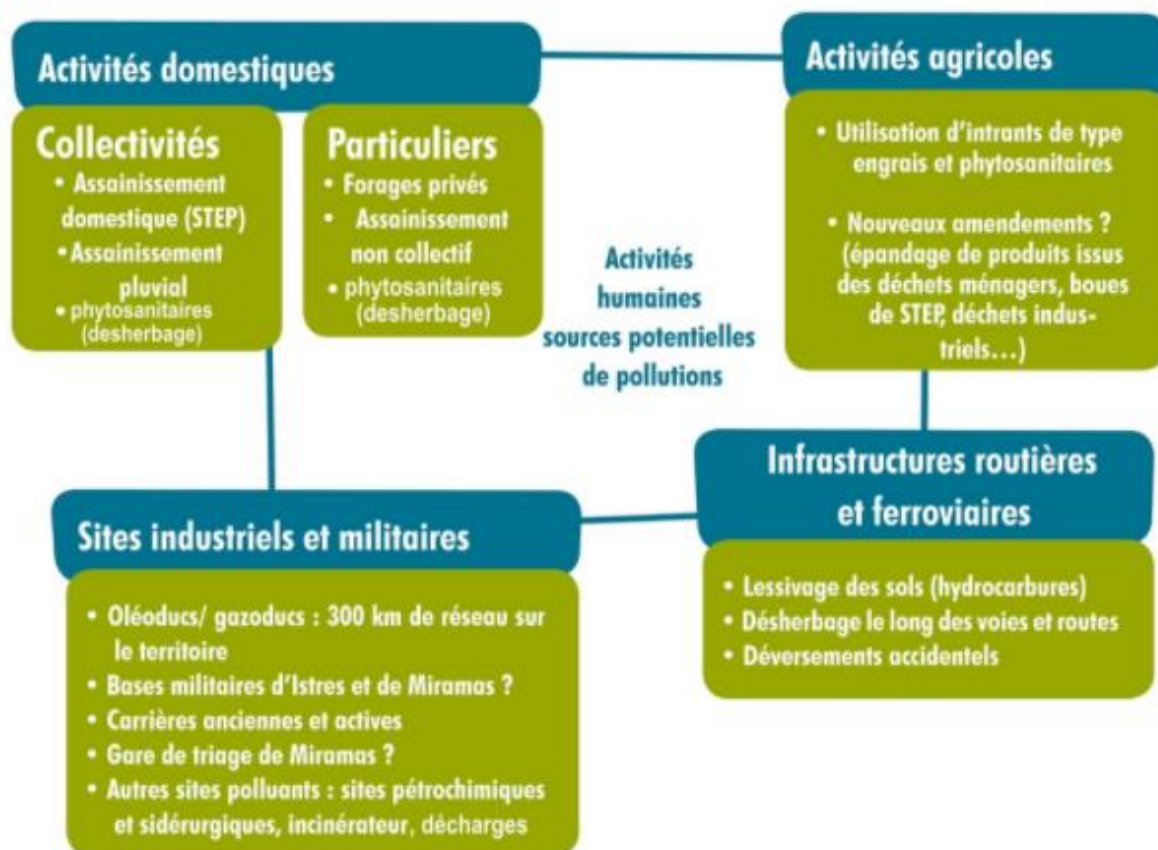 Activités domestiques
Collectivités
• Assainissement
domestique (STEP)
•Assainissement
pluvial
• phytosanitaires
(desherbage)
Particuliers
• Forages privés
• Assainissement
non collectif
• phytosanitaires
(desherbage)
Activités agricoles
• Utilisation d'intrants de type
engrais et phytosanitaires
• Nouveaux amendements ?
(épandage de produits issus
des déchets ménagers, boues
de STEP, déchets indus-
triels…)
Activités
humaines
sources potentielles
de pollutions
Infrastructures routières
et ferroviaires
• Lessivage des sols (hydrocarbures)
• Désherbage le long des voies et routes
• Déversements accidentels
Sites industriels et militaires
• Oléoducs/ gazoducs : 300 km de réseau sur
le territoire
• Bases militaires d'Istres et de Miramas ?
• Carrières anciennes et actives
• Gare de triage de Miramas ?
• Autres sites polluants : sites pétrochimiques
et sidérurgiques, incinérateur, décharges